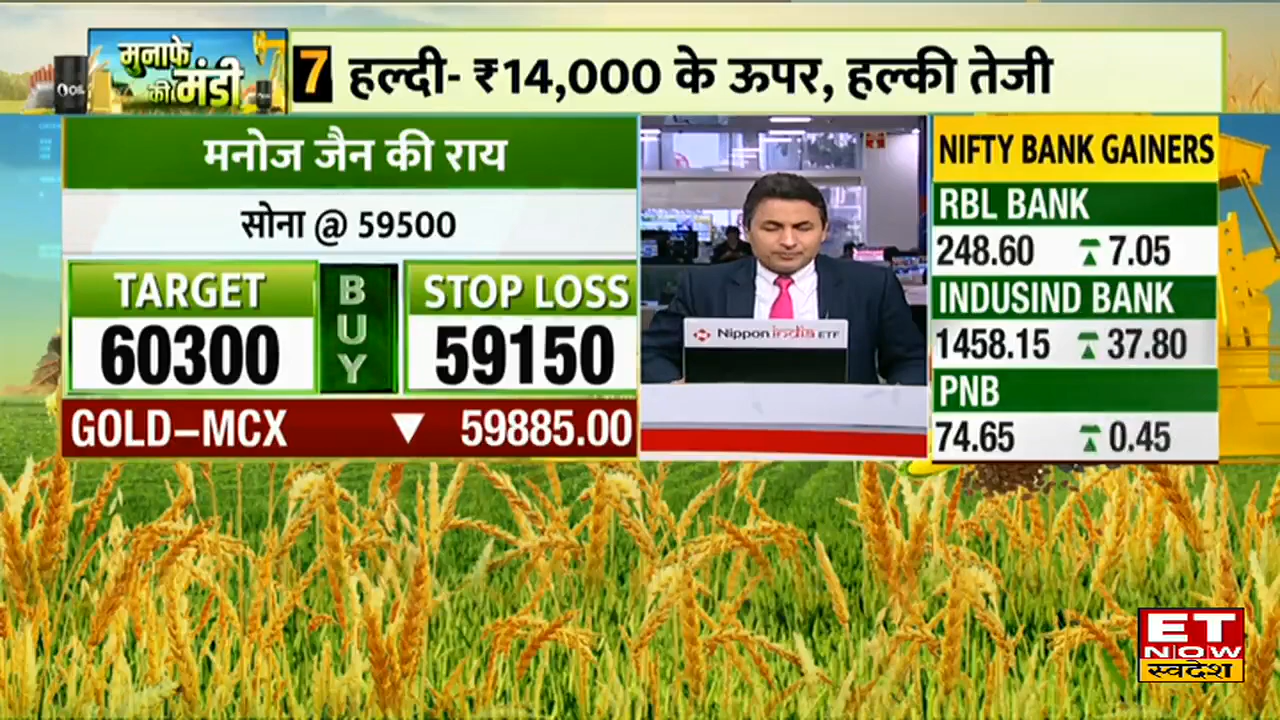 मुनाफे
की मंडी
OIL
7 हल्दी- ₹14,000 के ऊपर, हल्की तेजी
मनोज जैन की राय
सोना @ 59500
TARGET
60300
BUY
STOP LOSS
59150
GOLD–MCX ▼ 59885.00
Nippon india ETF
NIFTY BANK GAINERS
RBL BANK
248.60 7.05
INDUSIND BANK
1458.15 37.80
PNB
74.65 0.45
ET
NOW
स्वदेश